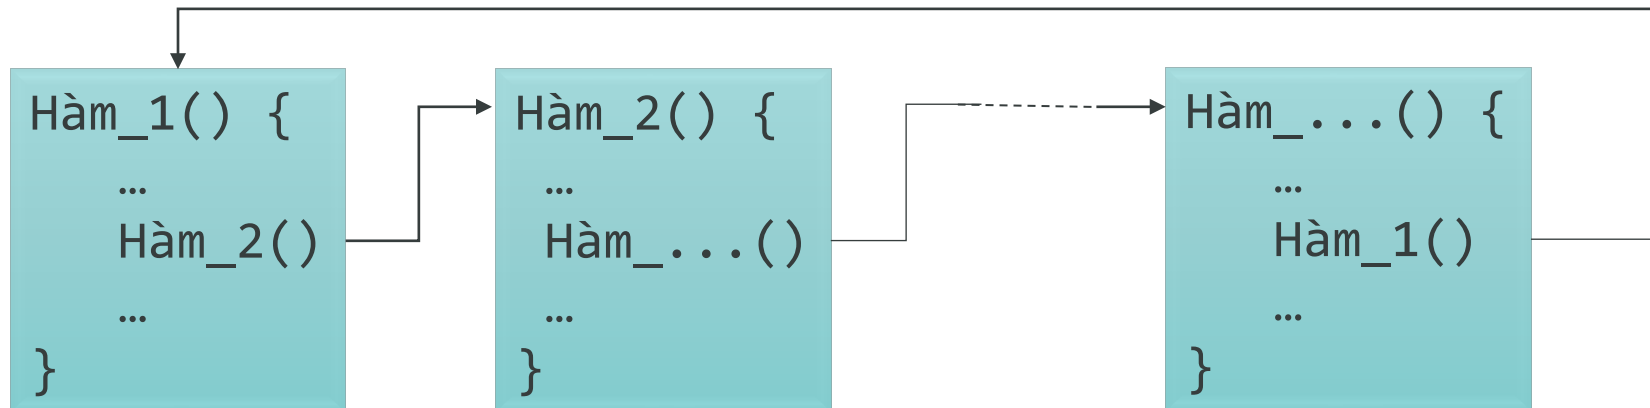 Hàm_1() {
…
Hàm_2()
…
}
Hàm_2() {
…
Hàm_...()
…
}
Hàm_...() {
…
Hàm_1()
…
}